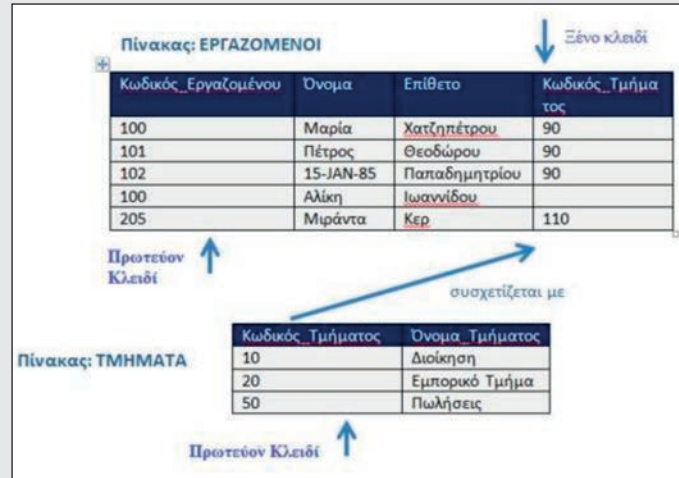 Πίνακας: ΕΡΓΑΖΟΜΕΝΟΙ
Ξένο κλειδί
Κωδικός_Εργαζομένου Όνομα Επίθετο Κωδικός_Τμήμα
τος
100 Μαρία Χατζηπέτρου 90
101 Πέτρος Θεοδώρου 90
102 15-JAN-85 Παπαδημητρίου 90
100 Αλίκη Ιωαννίδου
205 Μιράντα Κερ 110
Πρωτεύον
Κλειδί
συσχετίζεται με
Κωδικός_Τμήματος Όνομα_Τμήματος
Πίνακας: ΤΜΗΜΑΤΑ
10 Διοίκηση
20 Εμπορικό Τμήμα
50 Πωλήσεις
Πρωτεύον Κλειδί